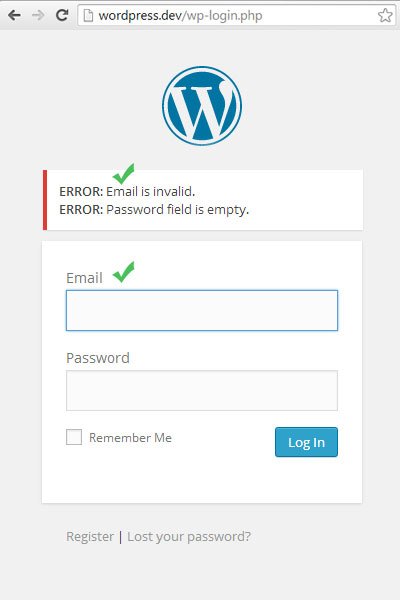 wordpress.dev/wp-login.php
W
ERROR: Email is invalid.
ERROR: Password field is empty.
Email
Password
Remember Me
Log In
Register | Lost your password?